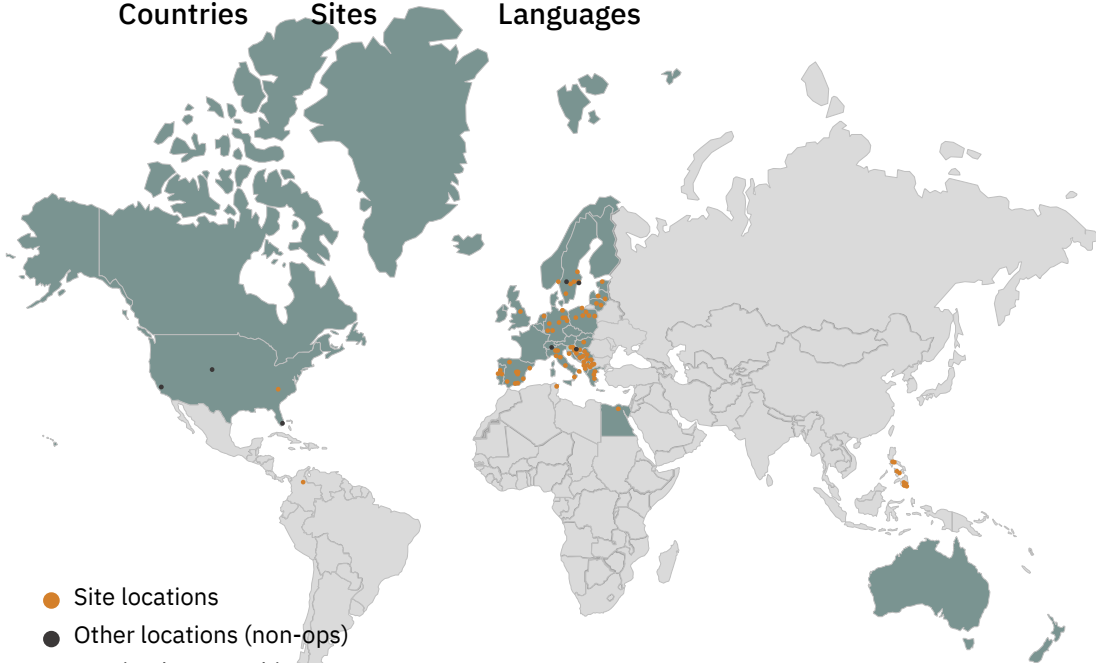 Countries
Sites
Languages
Site locations
Other locations (non-ops)